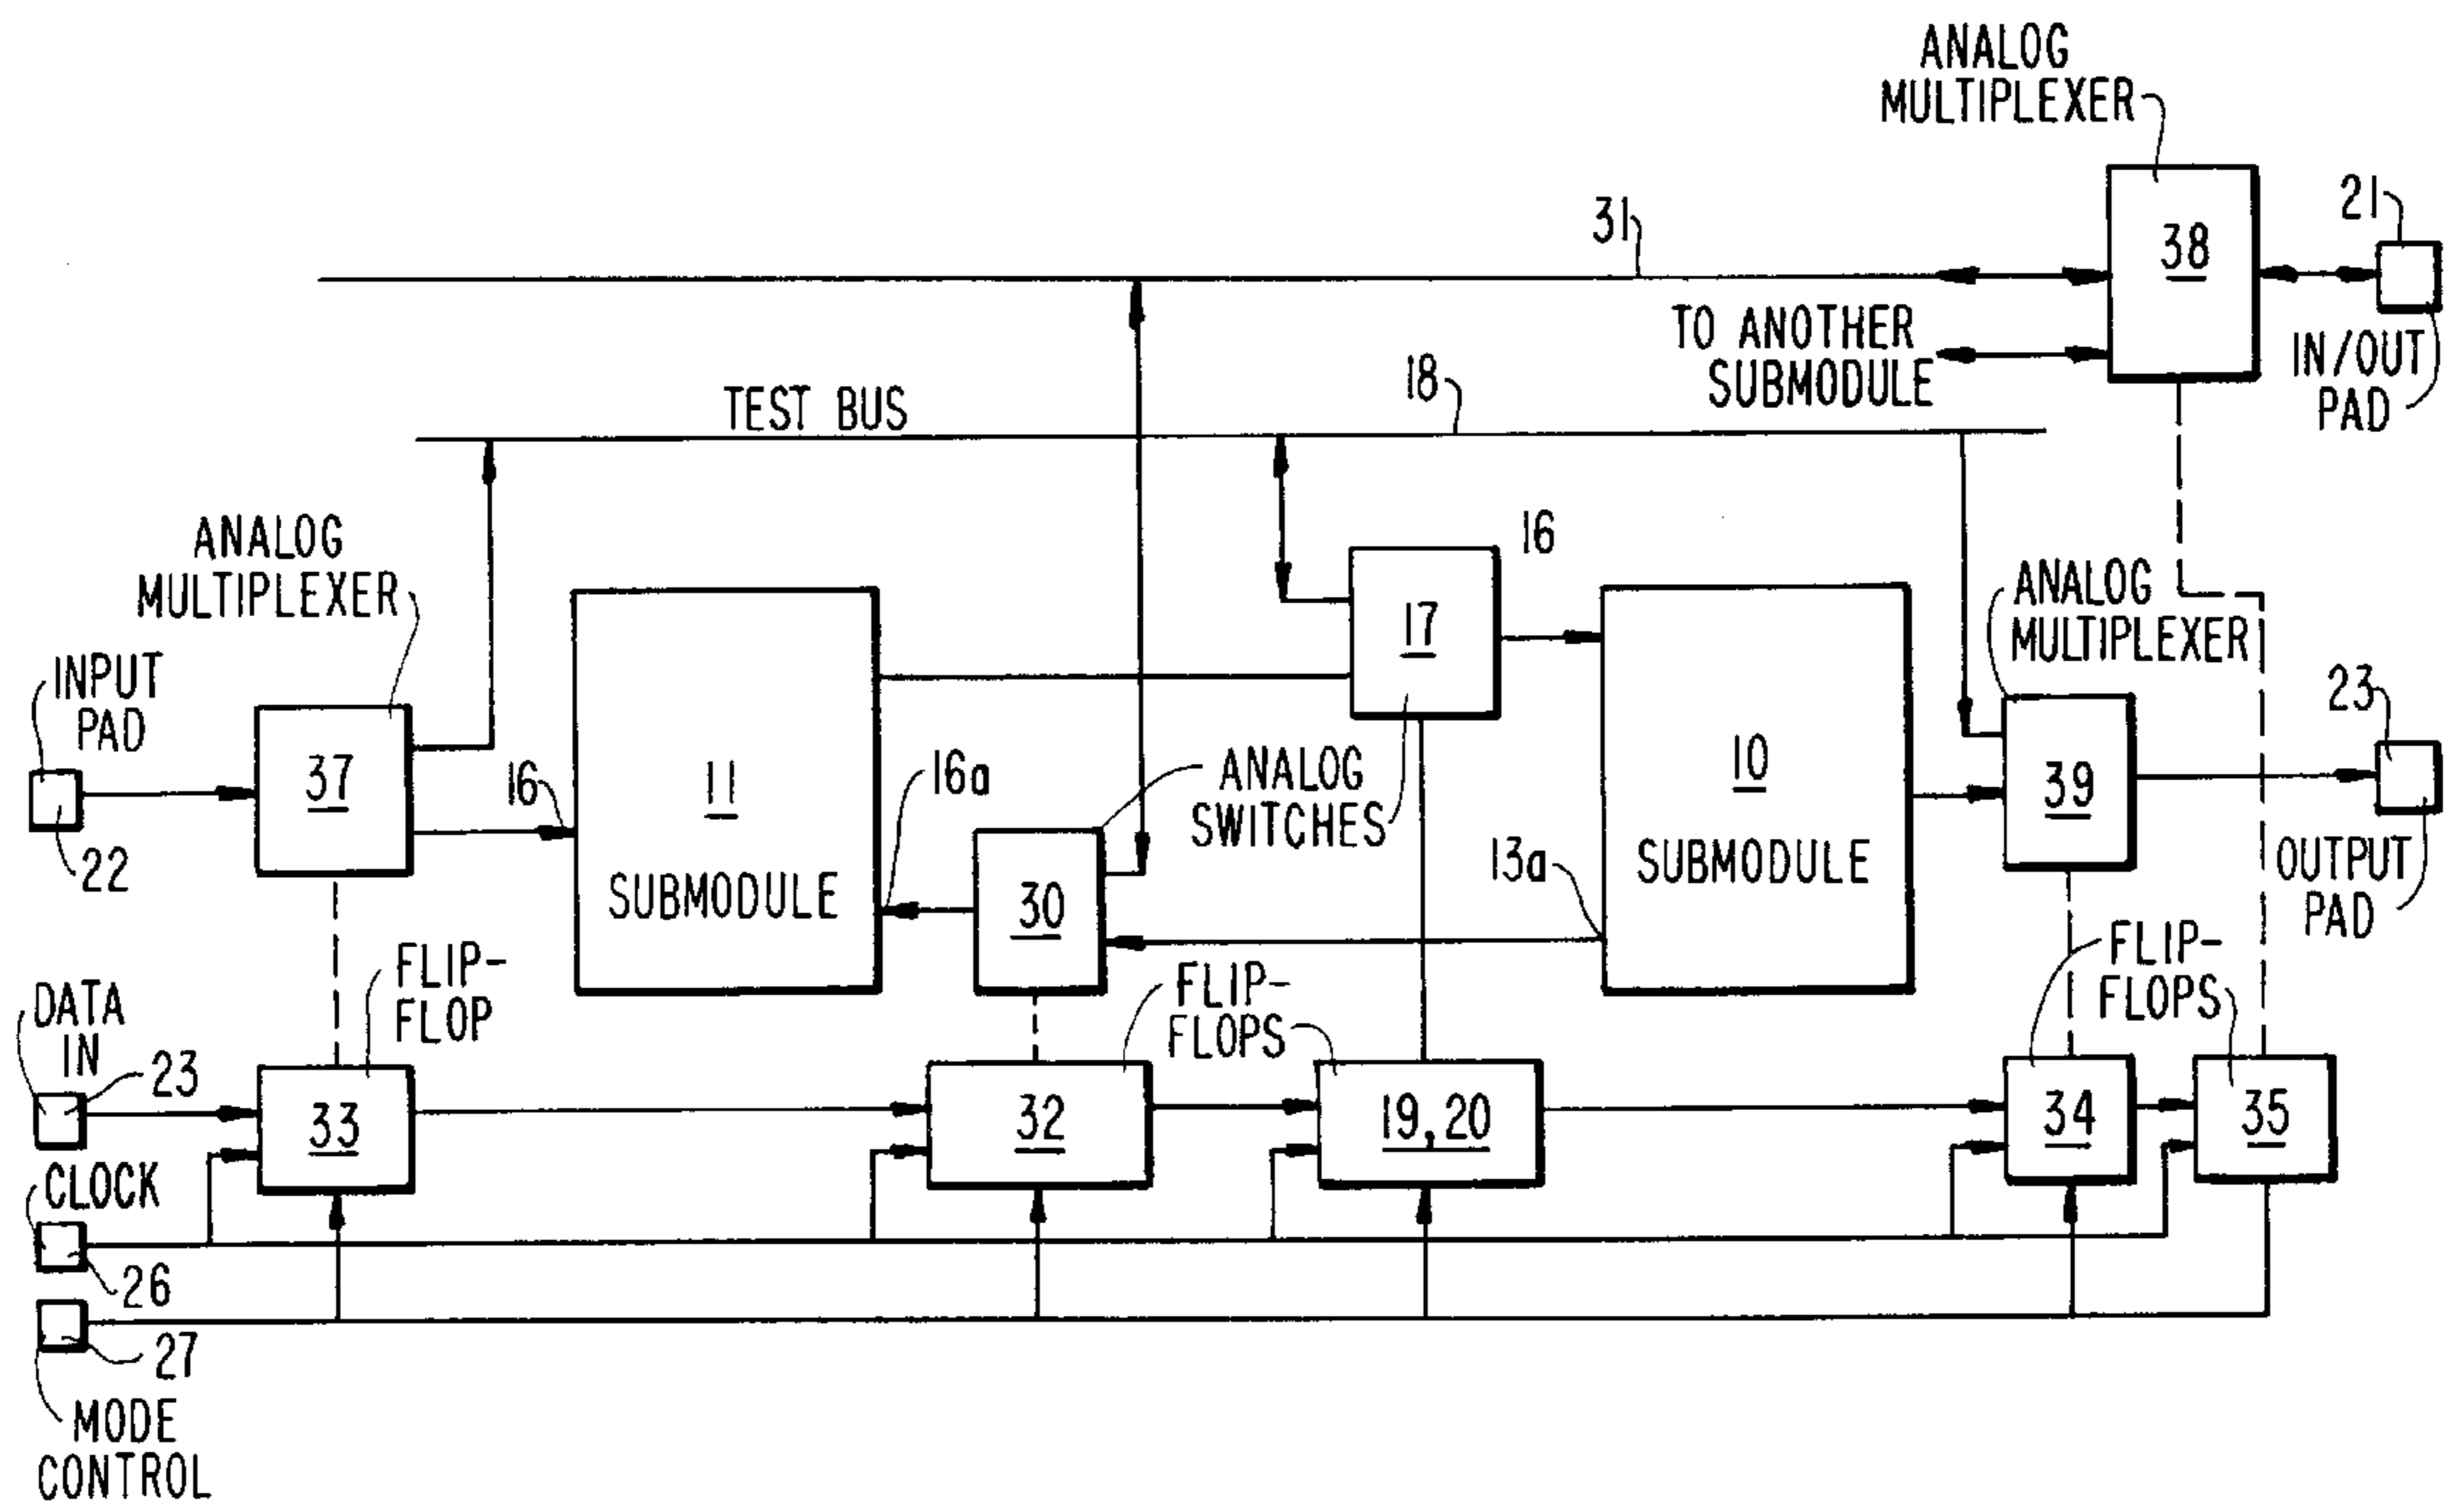 ANALOG
MULTIPLEXER
38
21
IN/OUT
PAD
31
TO ANOTHER
SUBMODULE
18
TEST BUS
ANALOG
MULTIPLEXER
INPUT
PAD
22
37
16
11
SUBMODULE
16a
30
ANALOG
SWITCHES
17
16
10
SUBMODULE
13a
ANALOG
MULTIPLEXER
39
23
OUTPUT
PAD
DATA
IN
23
FLIP-
FLOP
33
FLIP-
FLOPS
32
19,20
FLIP-
FLOPS
34
35
CLOCK
26
27
MODE
CONTROL